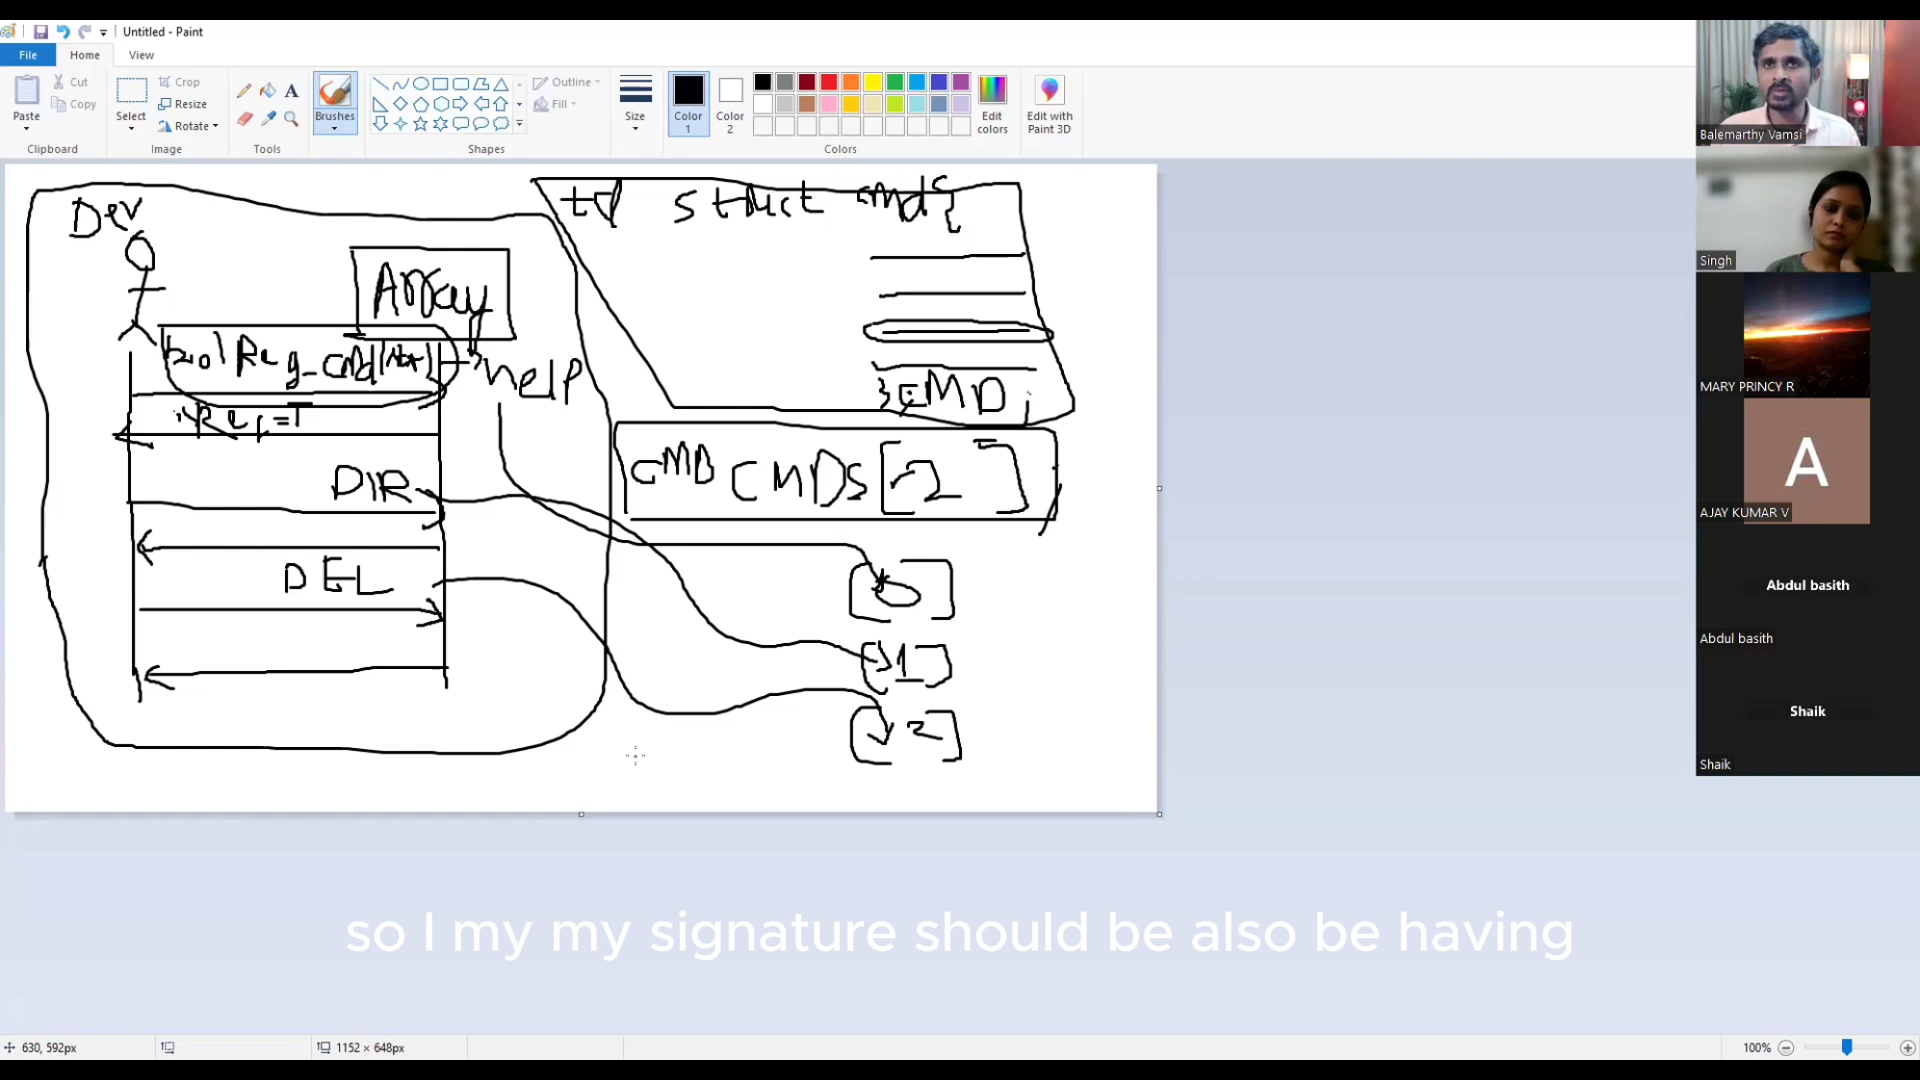 Untitled - Paint
File
Home
View
Paste
Cut
Copy
Clipboard
Select
Crop
Resize
Rotate
Image
Tools
Brushes
Shapes
Outline
Fill
Size
Color 1
Color 2
Edit colors
Edit with Paint 3D
Colors
Dev
Array
help
DIR
DEL
td struct cmd{
}CMD
CMD CMDS[2]
0
1
2
so I my my signature should be also be having
Balemarthy Vamsi
Singh
MARY PRINCY R
A
AJAY KUMAR V
Abdul basith
Abdul basith
Shaik
Shaik
630, 592px
1152 × 648px
100%